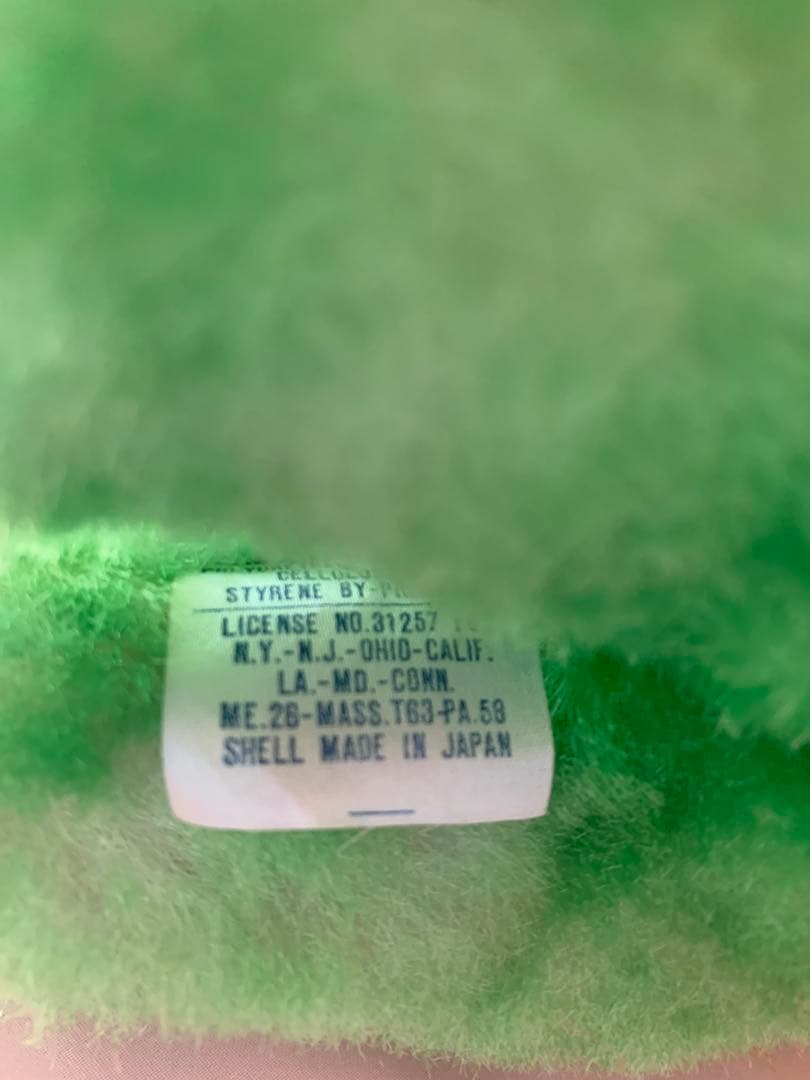 STYRENE BY-
LICENSE NO.31257
N.Y.-N.J.-OHIO-CALIF.
LA.-MD.-CONN.
ME.26-MASS.T63-PA.59
SHELL MADE IN JAPAN